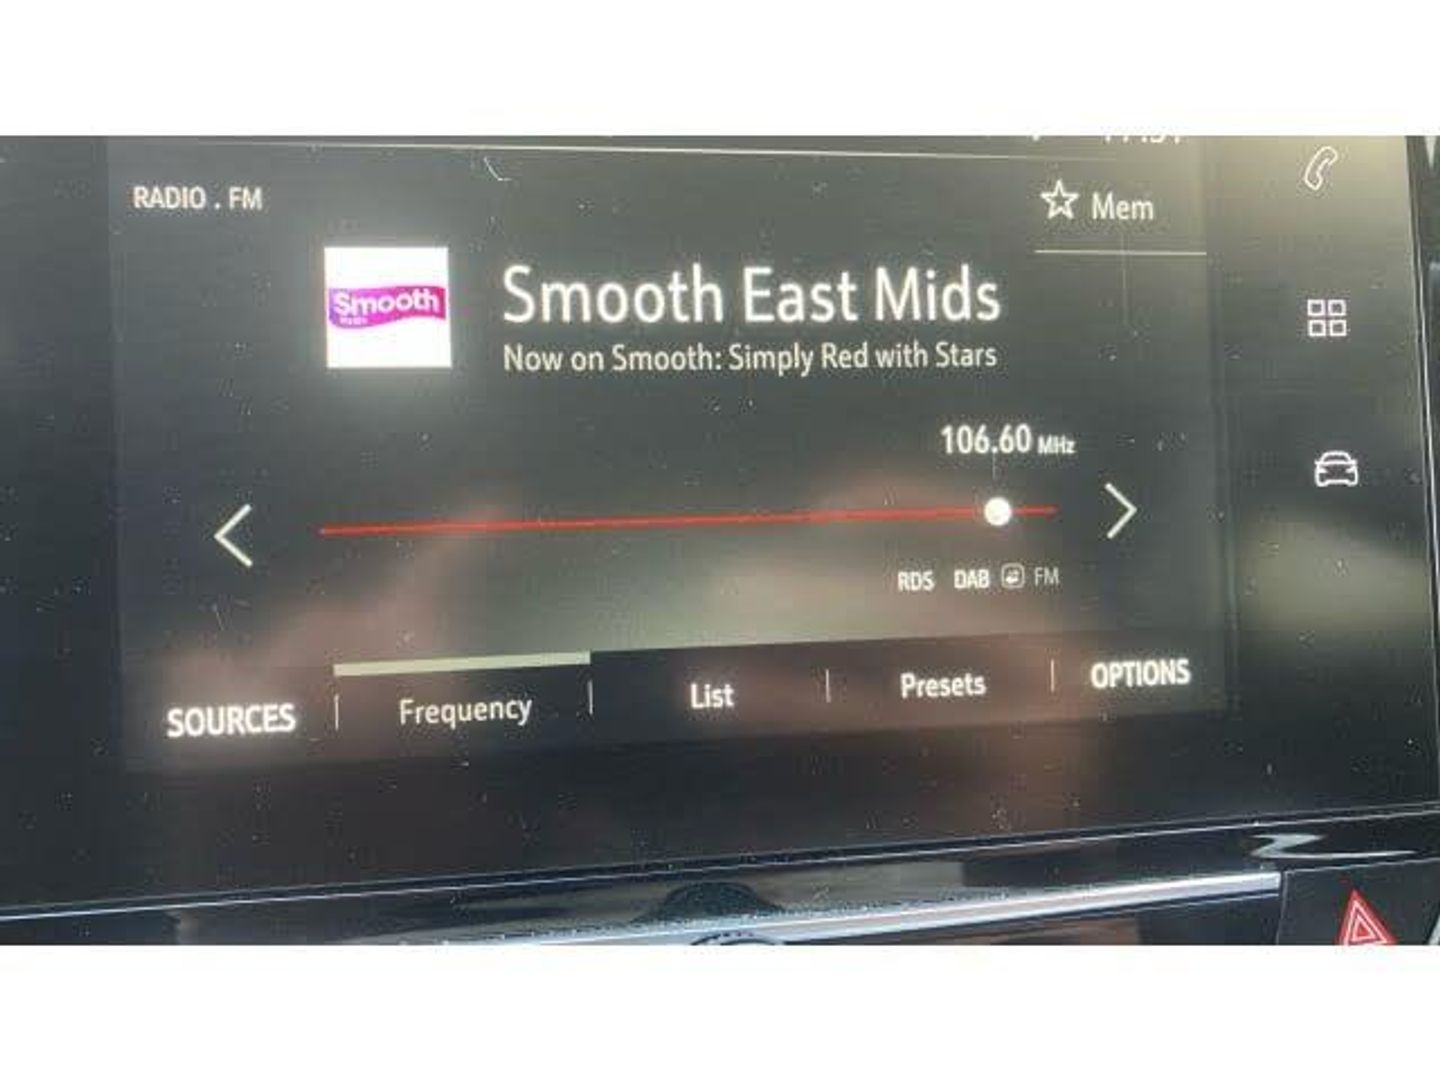 RADIO . FM
Mem
Smooth
Smooth East Mids
Now on Smooth: Simply Red with Stars
106.60 MHz
RDS DAB FM
SOURCES
Frequency
List
Presets
OPTIONS